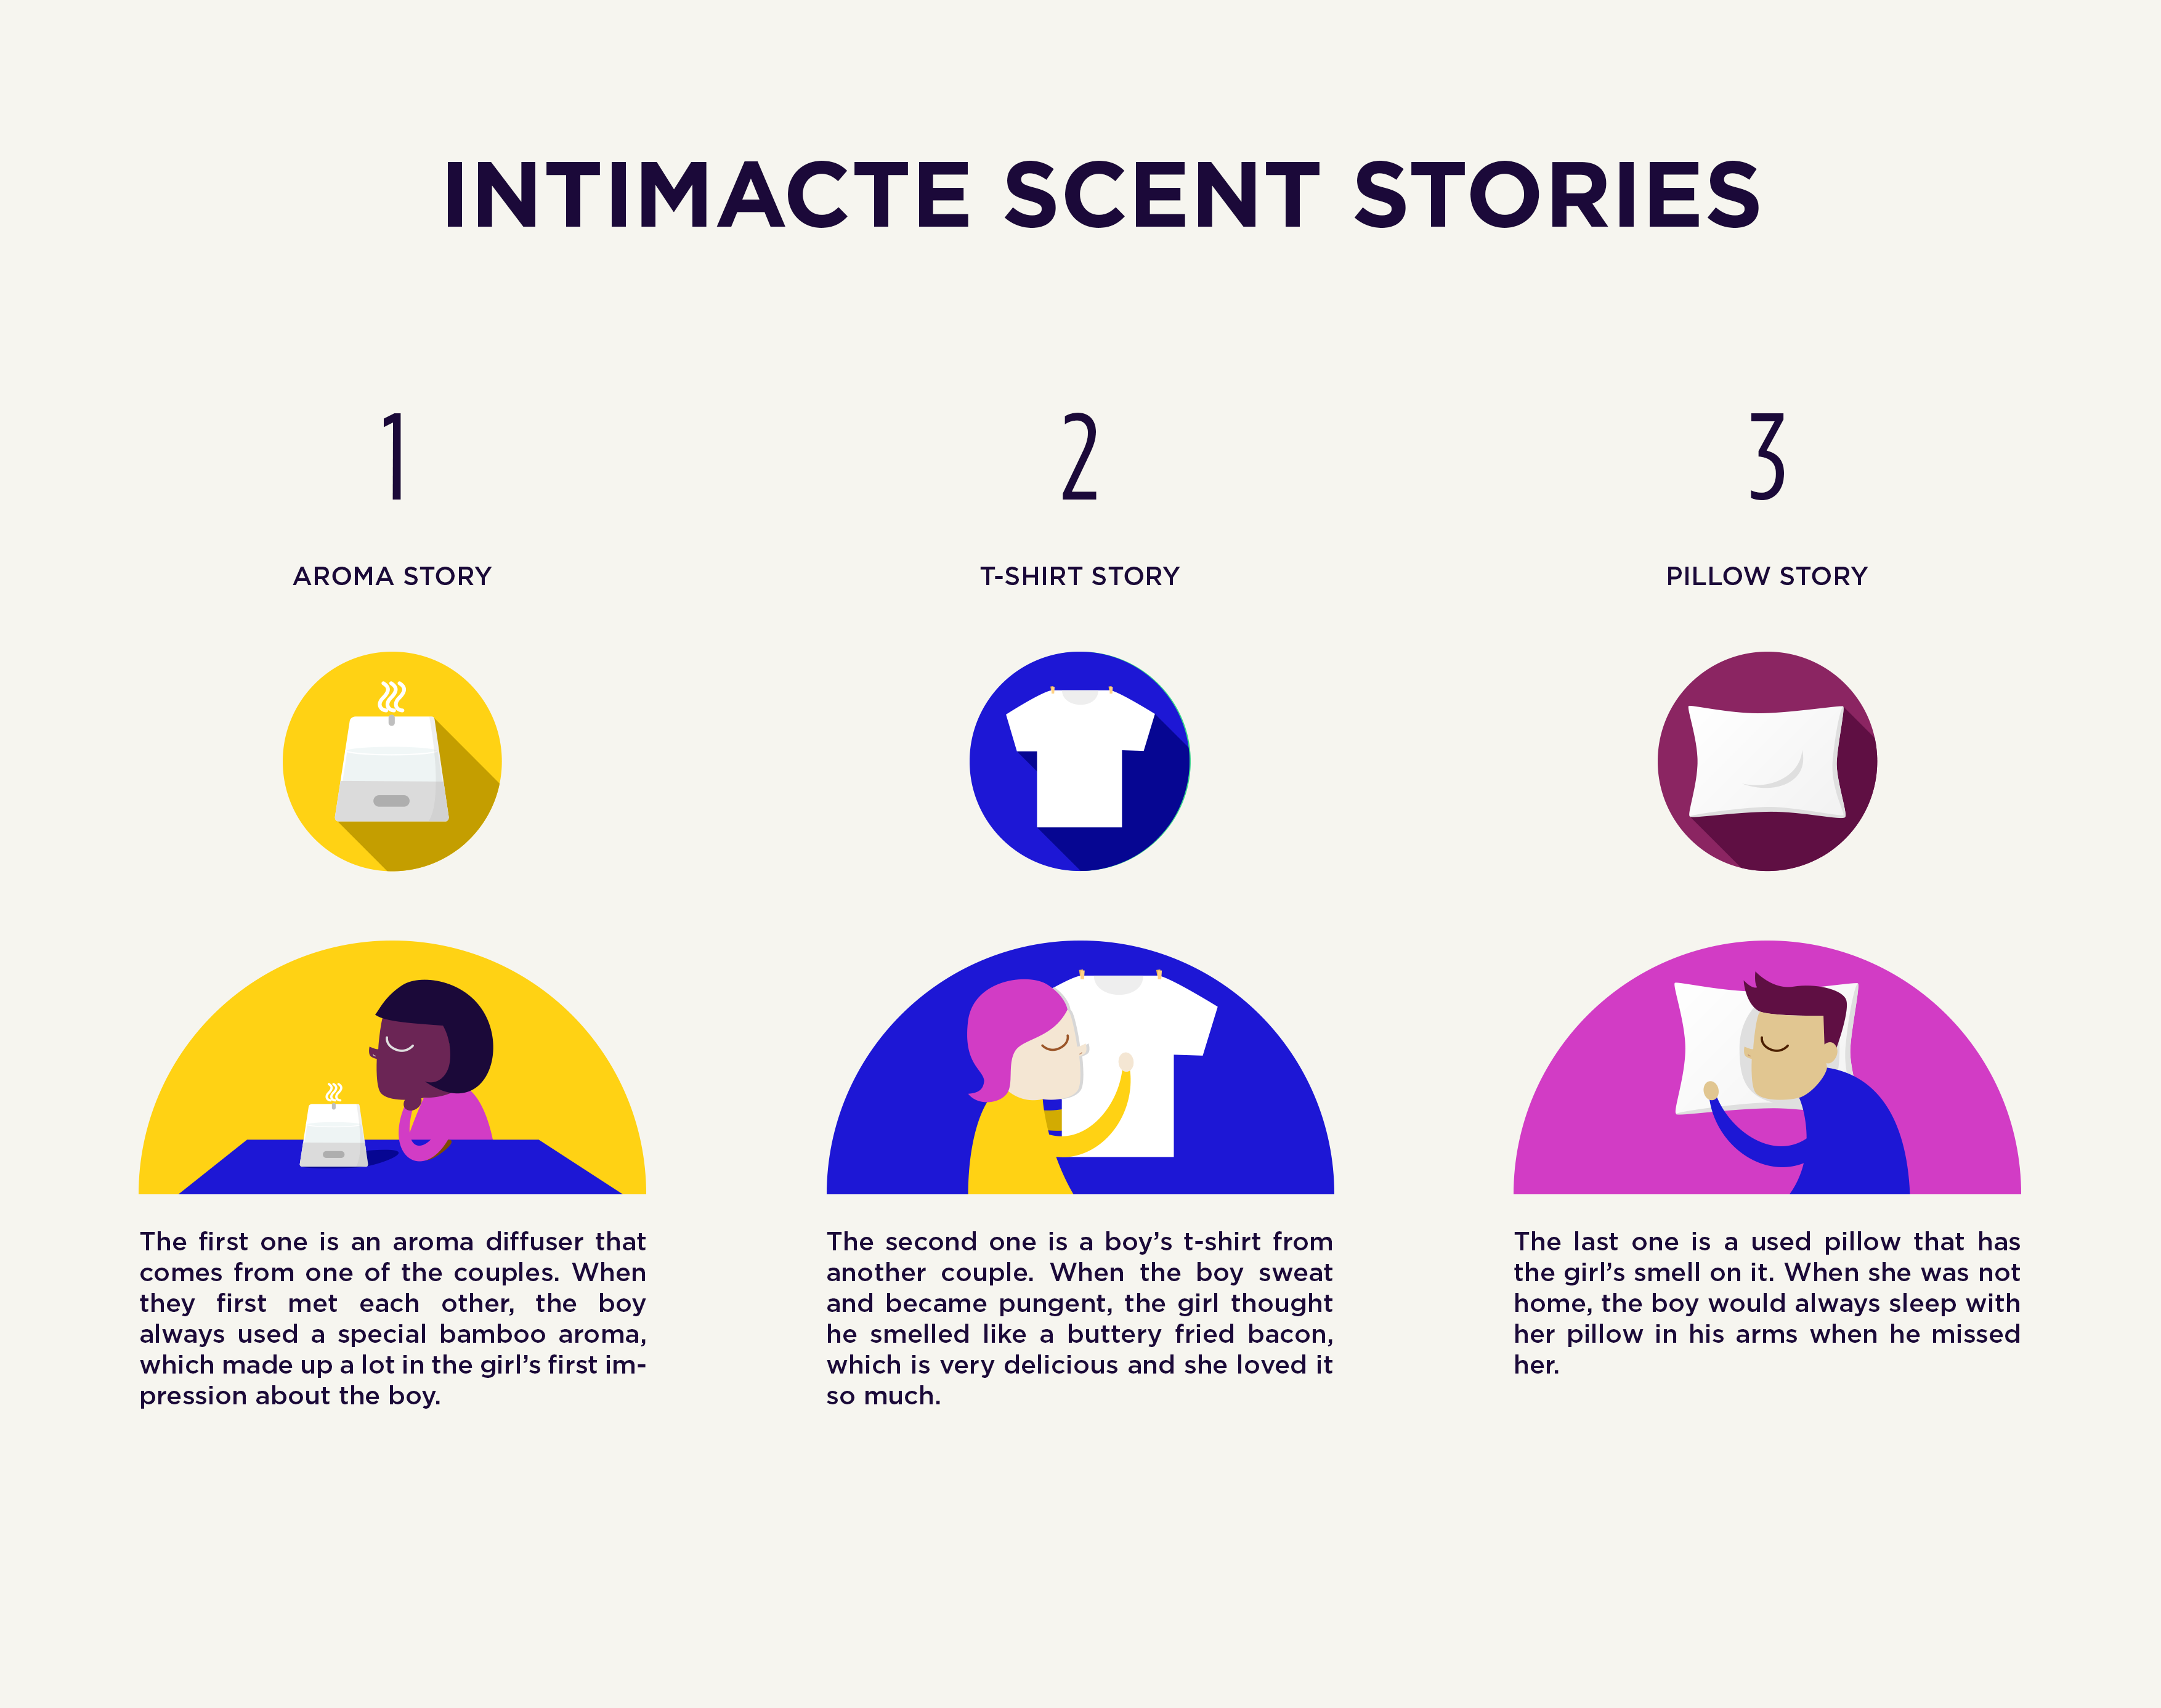 INTIMACTE SCENT STORIES
1
AROMA STORY
The first one is an aroma diffuser that
comes from one of the couples. When
they first met each other, the boy
always used a special bamboo aroma,
which made up a lot in the girl’s first im-
pression about the boy.
2
T-SHIRT STORY
The second one is a boy’s t-shirt from
another couple. When the boy sweat
and became pungent, the girl thought
he smelled like a buttery fried bacon,
which is very delicious and she loved it
so much.
3
PILLOW STORY
The last one is a used pillow that has
the girl’s smell on it. When she was not
home, the boy would always sleep with
her pillow in his arms when he missed
her.